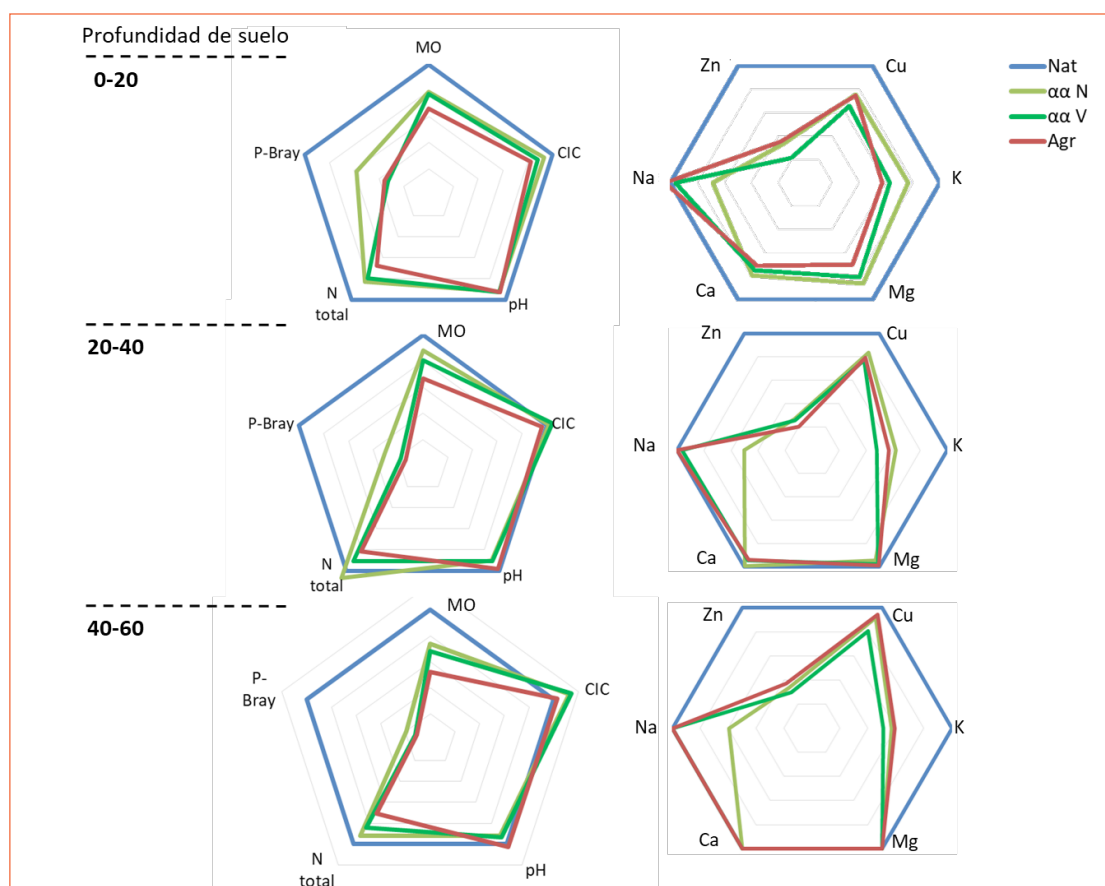 Profundidad de suelo
0-20
MO
P-Bray
CIC
N
total
pH
Zn
Cu
Na
K
Ca
Mg
Nat
αα N
αα V
Agr
20-40
MO
P-Bray
CIC
N
total
pH
Zn
Cu
Na
K
Ca
Mg
40-60
MO
P-
Bray
CIC
N
total
pH
Zn
Cu
Na
K
Ca
Mg